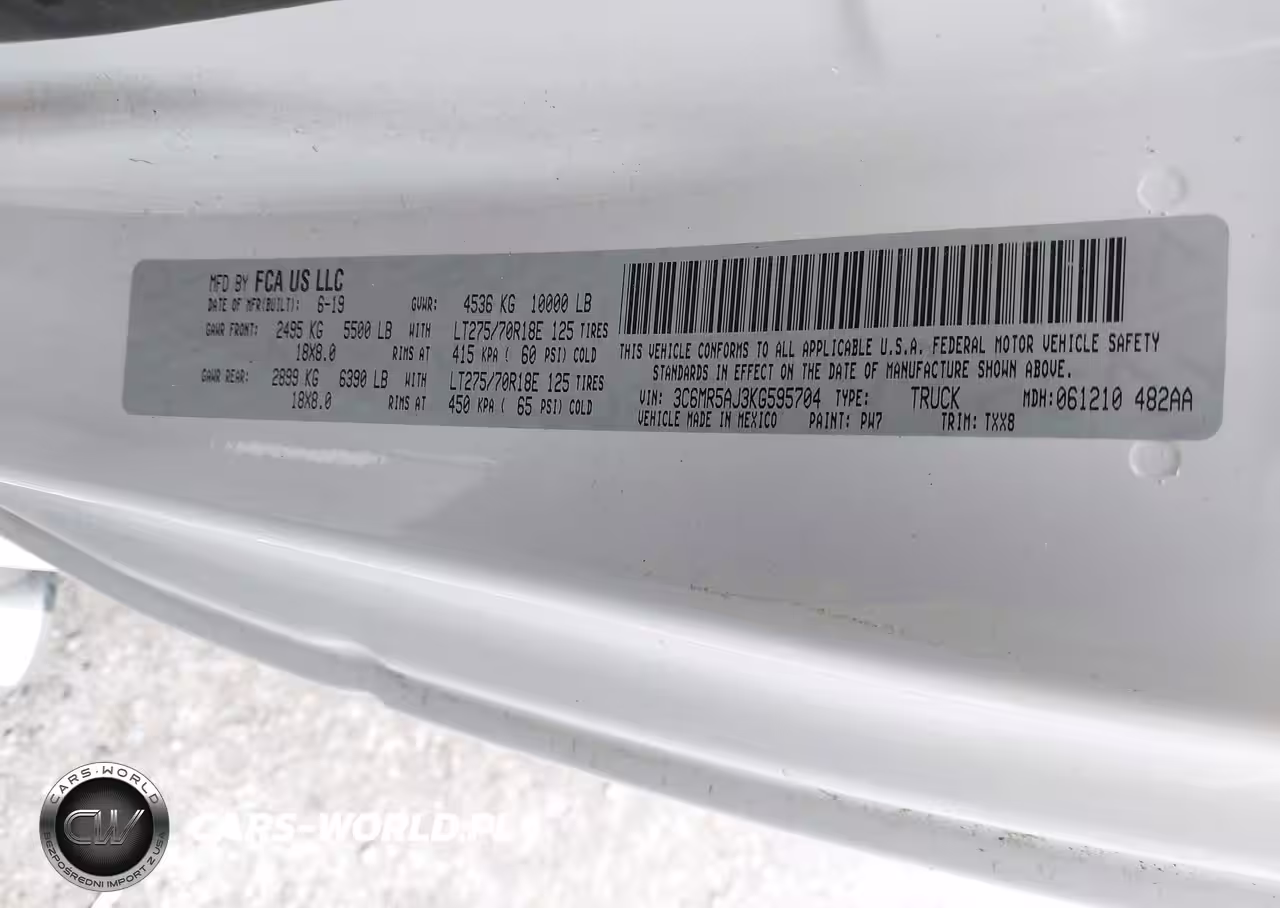 MFD BY FCA US LLC
DATE OF MFR(BUILT): 6-19 GVWR: 4536 KG 10000 LB
GAWR FRONT: 2495 KG 5500 LB WITH LT275/70R18E 125 TIRES
18X8.0 RIMS AT 415 KPA ( 60 PSI) COLD
GAWR REAR: 2899 KG 6390 LB WITH LT275/70R18E 125 TIRES
18X8.0 RIMS AT 450 KPA ( 65 PSI) COLD
THIS VEHICLE CONFORMS TO ALL APPLICABLE U.S.A. FEDERAL MOTOR VEHICLE SAFETY
STANDARDS IN EFFECT ON THE DATE OF MANUFACTURE SHOWN ABOVE.
VIN: 3C6MR5AJ3KG595704 TYPE: TRUCK MDH: 061210 482AA
VEHICLE MADE IN MEXICO PAINT: PW7 TRIM: TXX8
CARS-WORLD
CW
BEZPOŚREDNI IMPORT Z USA
CARS-WORLD.PL